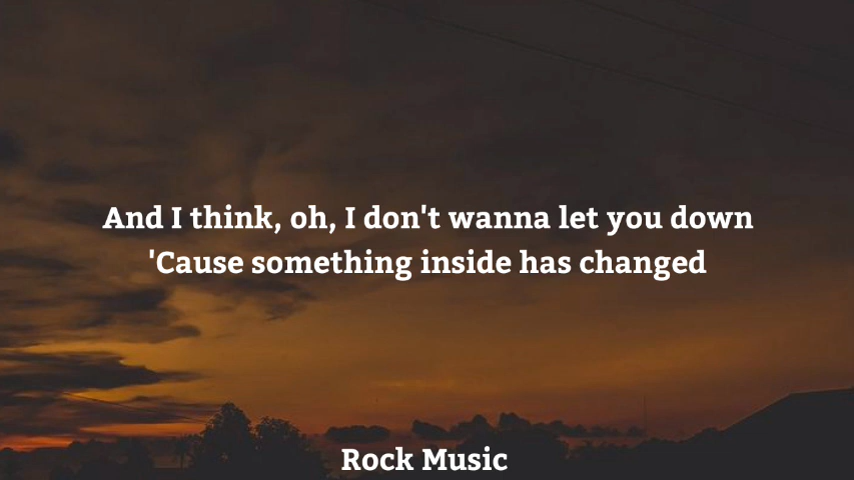 And I think, oh, I don't wanna let you down
'Cause something inside has changed
Rock Music